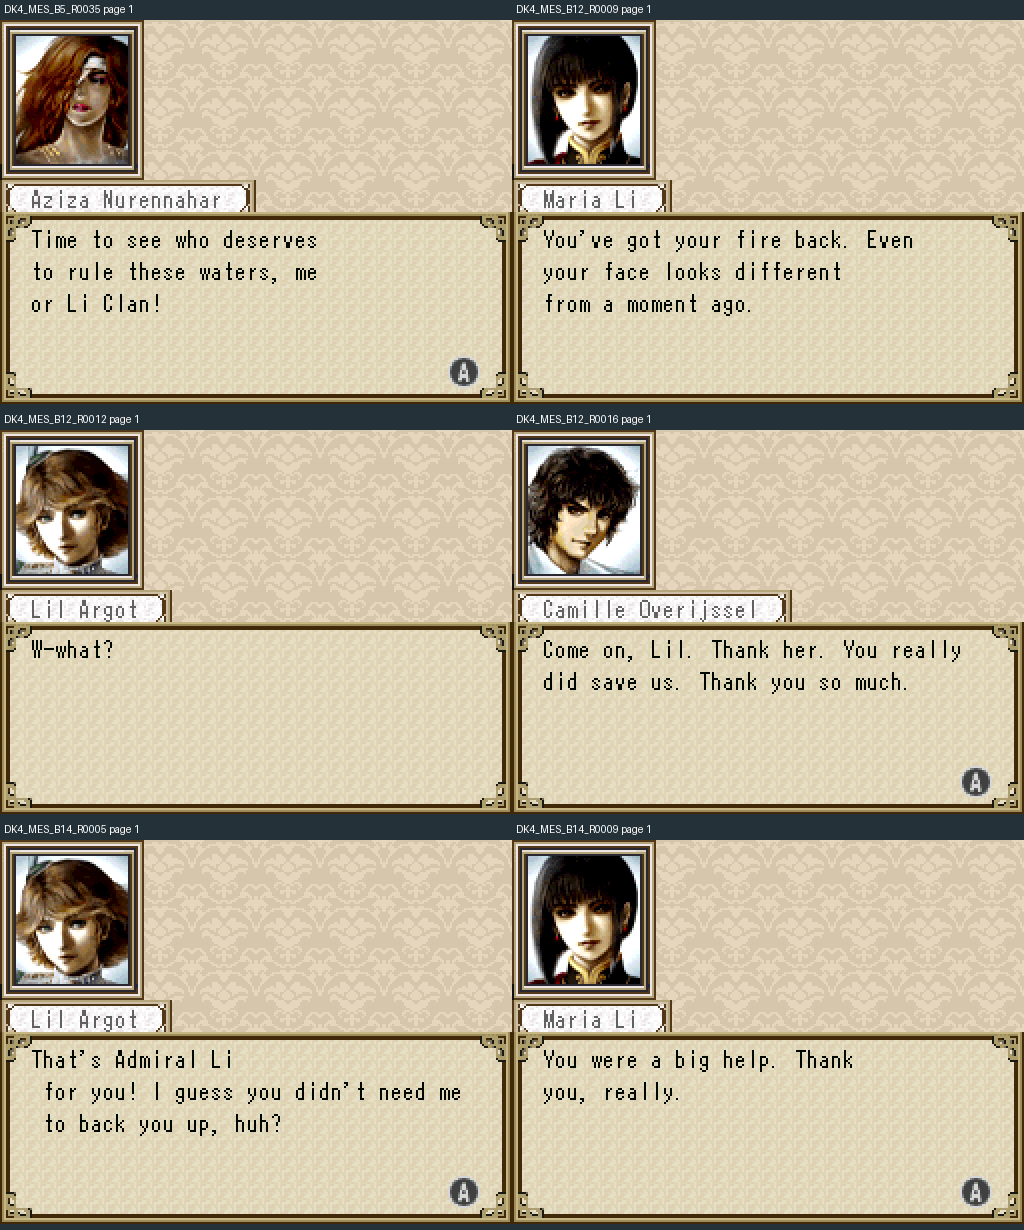 DK4_MES_B5_R0035 page 1
Aziza Nurennahar
Time to see who deserves
to rule these waters, me
or Li Clan!
A
DK4_MES_B12_R0009 page 1
Maria Li
You've got your fire back. Even
your face looks different
from a moment ago.
DK4_MES_B12_R0012 page 1
Lil Argot
W-what?
DK4_MES_B12_R0016 page 1
Camille Overijssel
Come on, Lil. Thank her. You really
did save us. Thank you so much.
A
DK4_MES_B14_R0005 page 1
Lil Argot
That's Admiral Li
for you! I guess you didn't need me
to back you up, huh?
A
DK4_MES_B14_R0009 page 1
Maria Li
You were a big help. Thank
you, really.
A